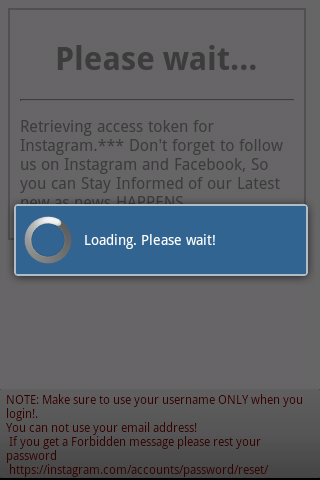 Please wait...
Retrieving access token for
Instagram.*** Don't forget to follow
us on Instagram and Facebook, So
you can Stay Informed of our Latest
new as news HAPPENS
Loading. Please wait!
NOTE: Make sure to use your username ONLY when you
login!.
You can not use your email address!
If you get a Forbidden message please rest your
password
https://instagram.com/accounts/password/reset/